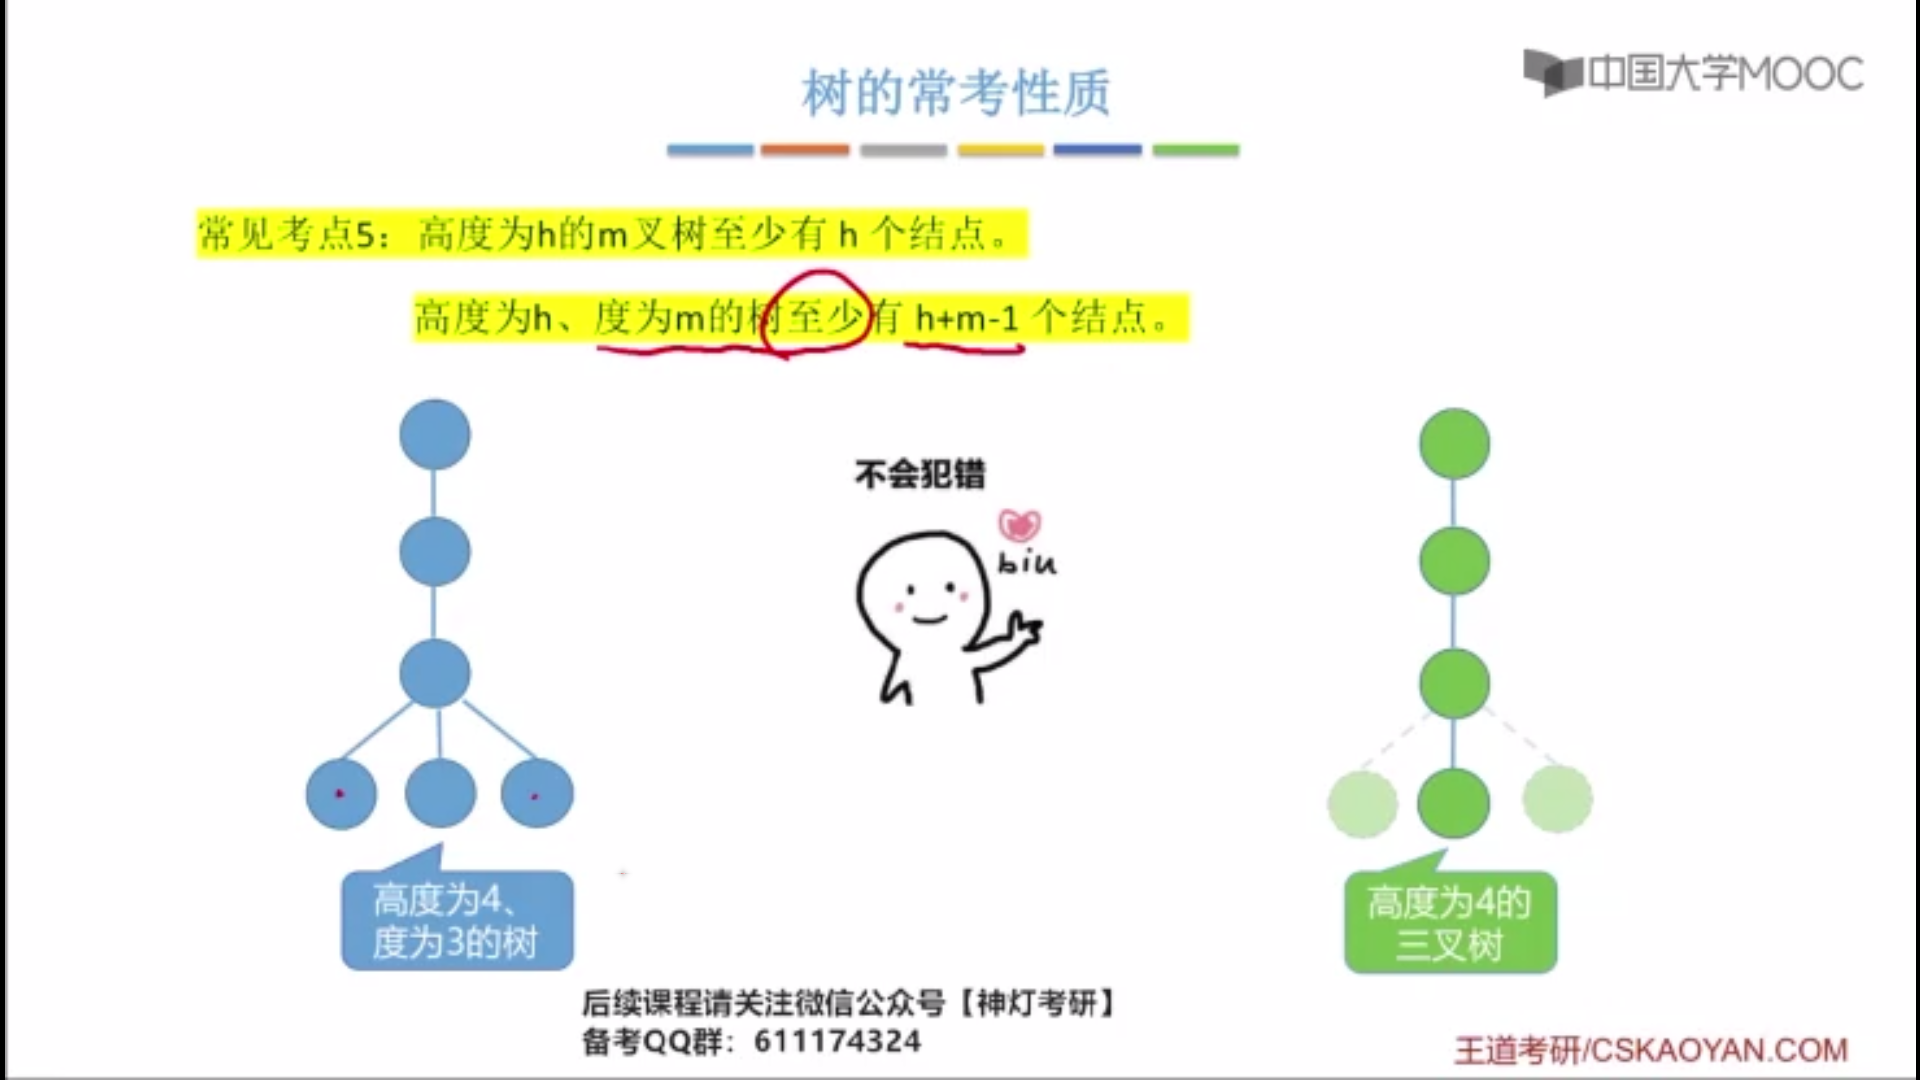 中国大学MOOC
树的常考性质
常见考点5：高度为h的m叉树至少有 h 个结点。
高度为h、度为m的树至少有 h+m-1 个结点。
不会犯错
biu
高度为4、
度为3的树
高度为4的
三叉树
后续课程请关注微信公众号【神灯考研】
备考QQ群：611174324
王道考研/CSKAOYAN.COM